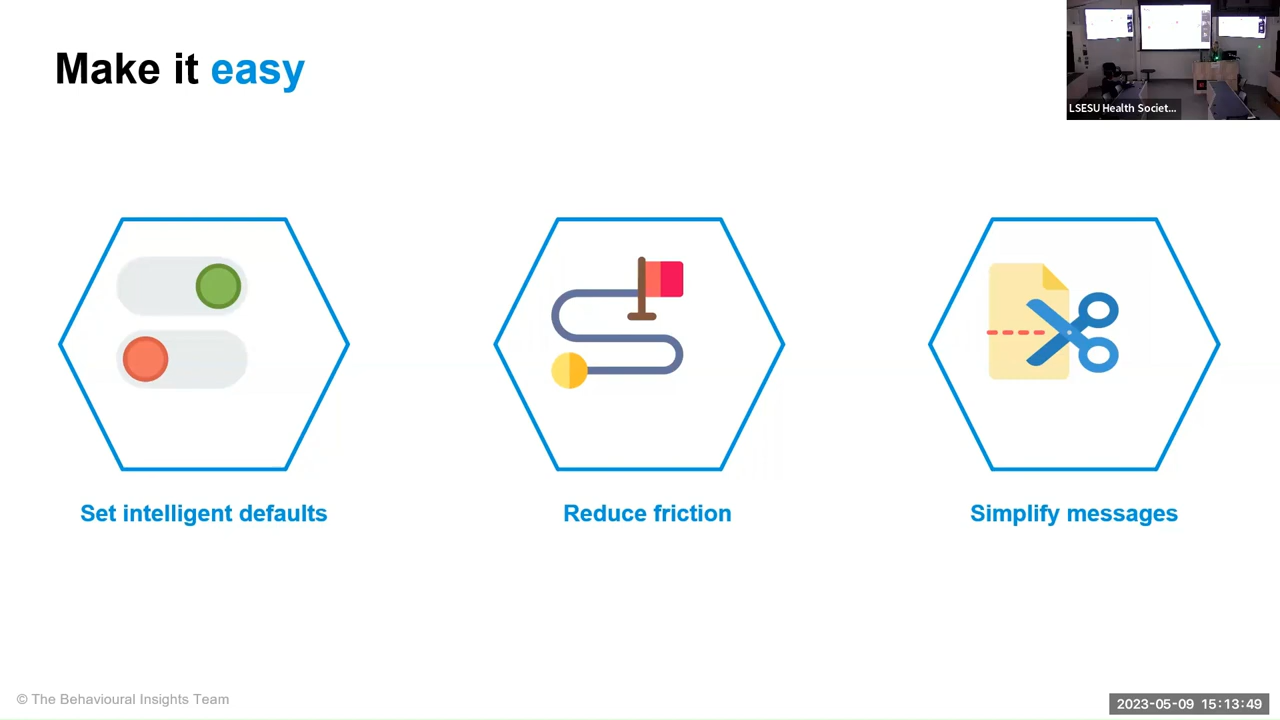 Make it easy
LSESU Health Societ...
Set intelligent defaults
Reduce friction
Simplify messages
© The Behavioural Insights Team
2023-05-09 15:13:49